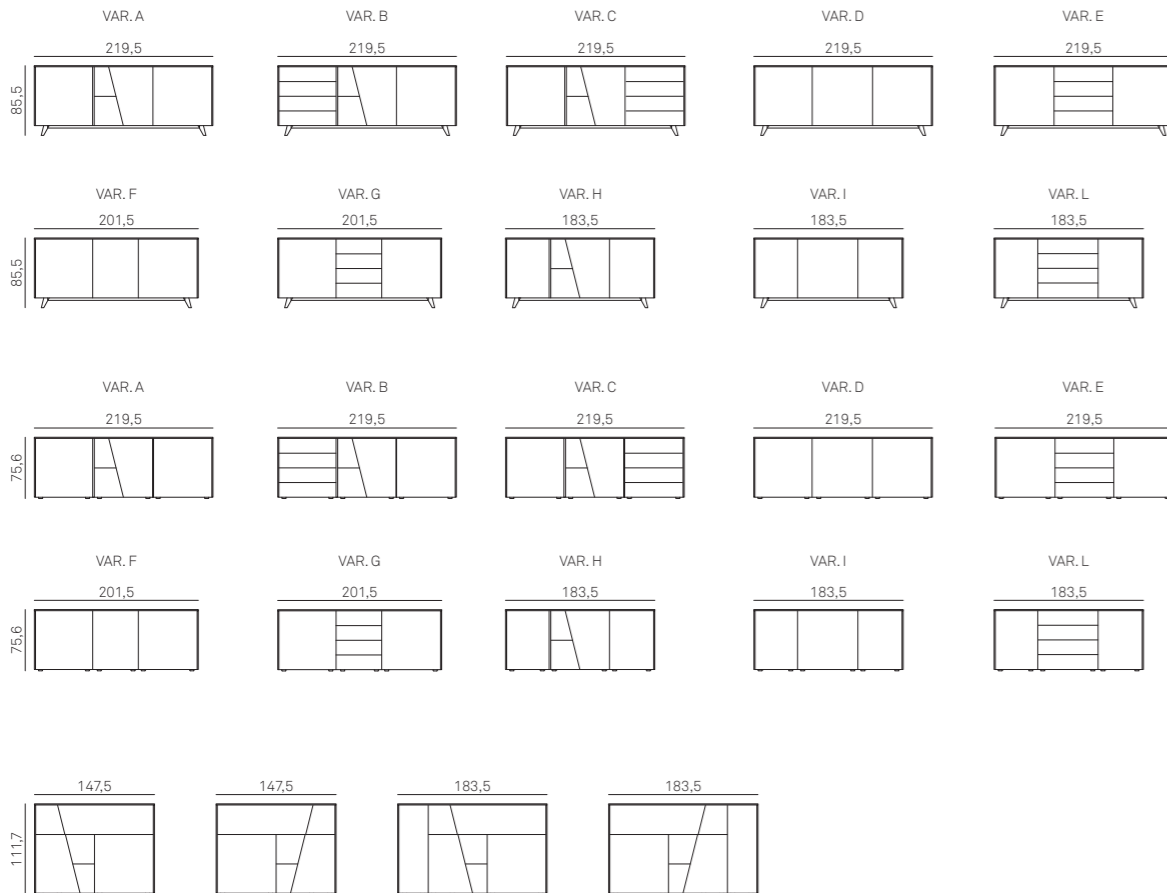 VAR. A VAR. B VAR. C VAR. D VAR. E
219,5 219,5 219,5 219,5 219,5
85,5
VAR. F VAR. G VAR. H VAR. I VAR. L
201,5 201,5 183,5 183,5 183,5
85,5
VAR. A VAR. B VAR. C VAR. D VAR. E
219,5 219,5 219,5 219,5 219,5
75,6
VAR. F VAR. G VAR. H VAR. I VAR. L
201,5 201,5 183,5 183,5 183,5
75,6
147,5 147,5 183,5 183,5
111,7